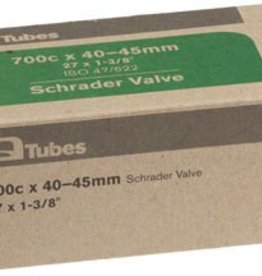 Tubes
700c x 40–45mm
27 x 1-3/8"
ISO 47/622
Schrader Valve
Q Tubes
00c x 40–45mm Schrader Valve
27 x 1-3/8"